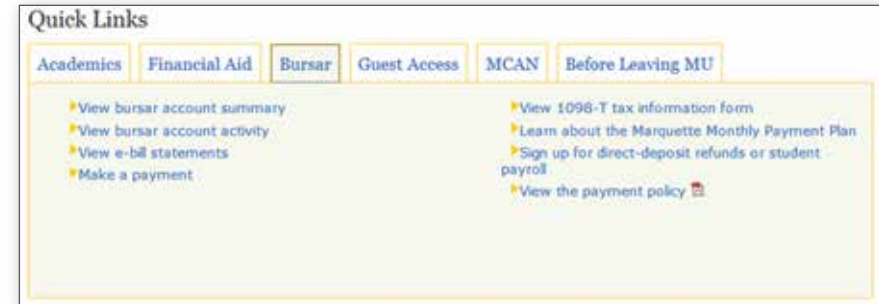 Quick Links
Academics Financial Aid Bursar Guest Access MCAN Before Leaving MU
View bursar account summary
View bursar account activity
View e-bill statements
Make a payment
View 1098-T tax information form
Learn about the Marquette Monthly Payment Plan
Sign up for direct-deposit refunds or student
payroll
View the payment policy